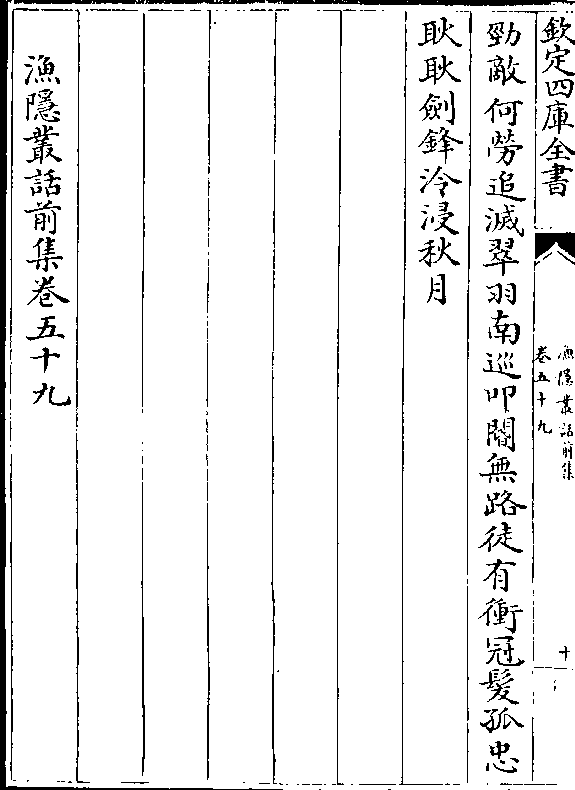 欽定四庫全書
漁隱叢話前集
卷五十九
十
勁敵何勞追滅翠羽南巡叩閽無路徒有衝冠髮孤忠
耿耿劍鋒冷浸秋月
漁隱叢話前集卷五十九